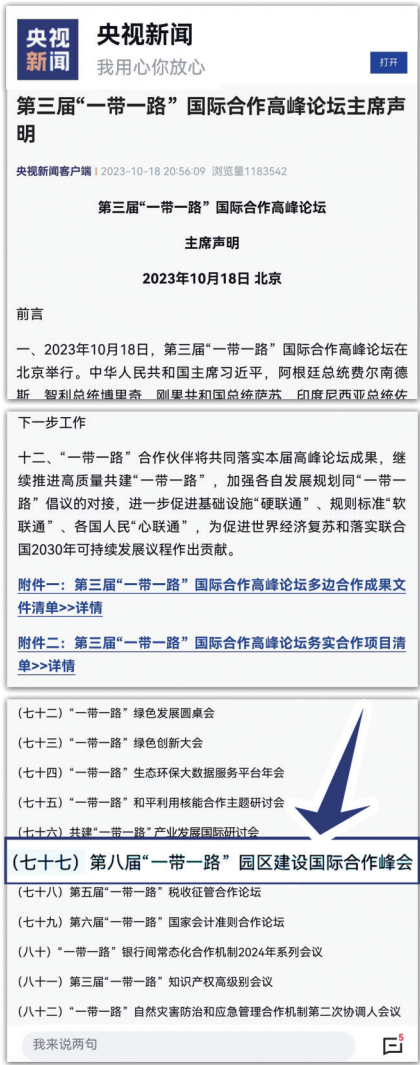 央视
新闻
央视新闻
我用心你放心
打开
第三届“一带一路”国际合作高峰论坛主席声
明
央视新闻客户端 | 2023-10-18 20:56:09 浏览量1183542
第三届“一带一路”国际合作高峰论坛
主席声明
2023年10月18日 北京
前言
一、2023年10月18日，第三届“一带一路”国际合作高峰论坛在
北京举行。中华人民共和国主席习近平，阿根廷总统费尔南德
斯、智利总统博里奇、刚果共和国总统萨苏、印度尼西亚总统佐
下一步工作
十二、“一带一路”合作伙伴将共同落实本届高峰论坛成果，继
续推进高质量共建“一带一路”，加强各自发展规划同“一带一
路”倡议的对接，进一步促进基础设施“硬联通”、规则标准“软
联通”、各国人民“心联通”，为促进世界经济复苏和落实联合
国2030年可持续发展议程作出贡献。
附件一：第三届“一带一路”国际合作高峰论坛多边合作成果文
件清单>>详情
附件二：第三届“一带一路”国际合作高峰论坛务实合作项目清
单>>详情
（七十二）“一带一路”绿色发展圆桌会
（七十三）“一带一路”绿色创新大会
（七十四）“一带一路”生态环保大数据服务平台年会
（七十五）“一带一路”和平利用核能合作主题研讨会
（七十六）共建“一带一路”产业发展国际研讨会
（七十七）第八届“一带一路”园区建设国际合作峰会
（七十八）第五届“一带一路”税收征管合作论坛
（七十九）第六届“一带一路”国家会计准则合作论坛
（八十）“一带一路”银行间常态化合作机制2024年系列会议
（八十一）第三届“一带一路”知识产权高级别会议
（八十二）“一带一路”自然灾害防治和应急管理合作机制第二次协调人会议
我来说两句
5